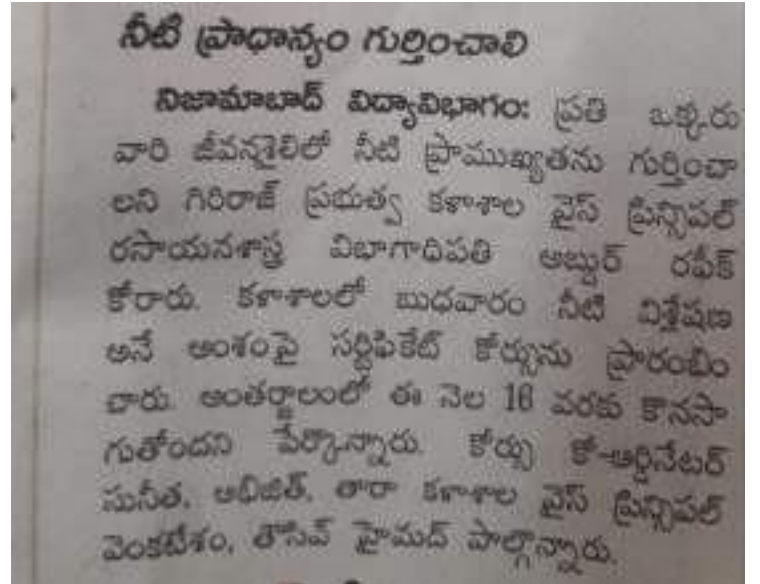 నీటి ప్రాధాన్యం గుర్తించాలి
నిజామాబాద్ విద్యావిభాగం: ప్రతి ఒక్కరు
వారి జీవనశైలిలో నీటి ప్రాముఖ్యతను గుర్తించా
లని గిరిరాజ్ ప్రభుత్వ కళాశాల వైస్ ప్రిన్సిపల్
రసాయనశాస్త్ర విభాగాధిపతి అబ్దుర్ రఫీక్
కోరారు. కళాశాలలో బుధవారం నీటి విశ్లేషణ
అనే అంశంపై సర్టిఫికేట్ కోర్సును ప్రారంభిం
చారు. అంతర్జాలంలో ఈ నెల 16 వరకు కొనసా
గుతోందని పేర్కొన్నారు. కోర్సు కో-ఆర్డినేటర్
సునీత, అభిజిత్, తారా కళాశాల వైస్ ప్రిన్సిపల్
వెంకటేశం, తౌసివ్ హైమద్ పాల్గొన్నారు.